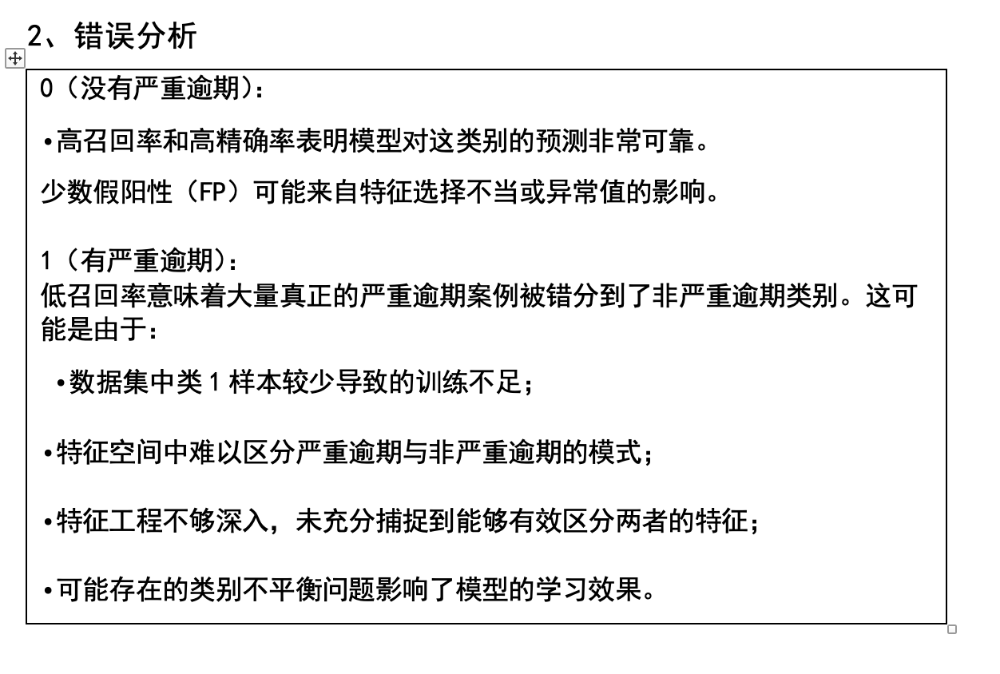 2、错误分析
0（没有严重逾期）：
•高召回率和高精确率表明模型对这类别的预测非常可靠。
少数假阳性（FP）可能来自特征选择不当或异常值的影响。
1（有严重逾期）：
低召回率意味着大量真正的严重逾期案例被错分到了非严重逾期类别。这可
能是由于：
•数据集中类 1 样本较少导致的训练不足；
•特征空间中难以区分严重逾期与非严重逾期的模式；
•特征工程不够深入，未充分捕捉到能够有效区分两者的特征；
•可能存在的类别不平衡问题影响了模型的学习效果。